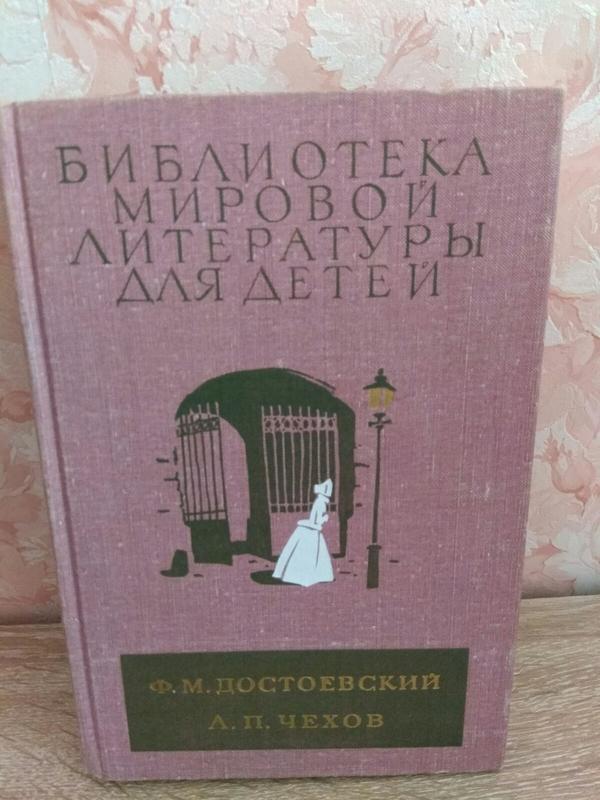 БИБЛИОТЕКА
МИРОВОЙ
ЛИТЕРАТУРЫ
ДЛЯ ДЕТЕЙ
Ф. М. ДОСТОЕВСКИЙ
А. П. ЧЕХОВ